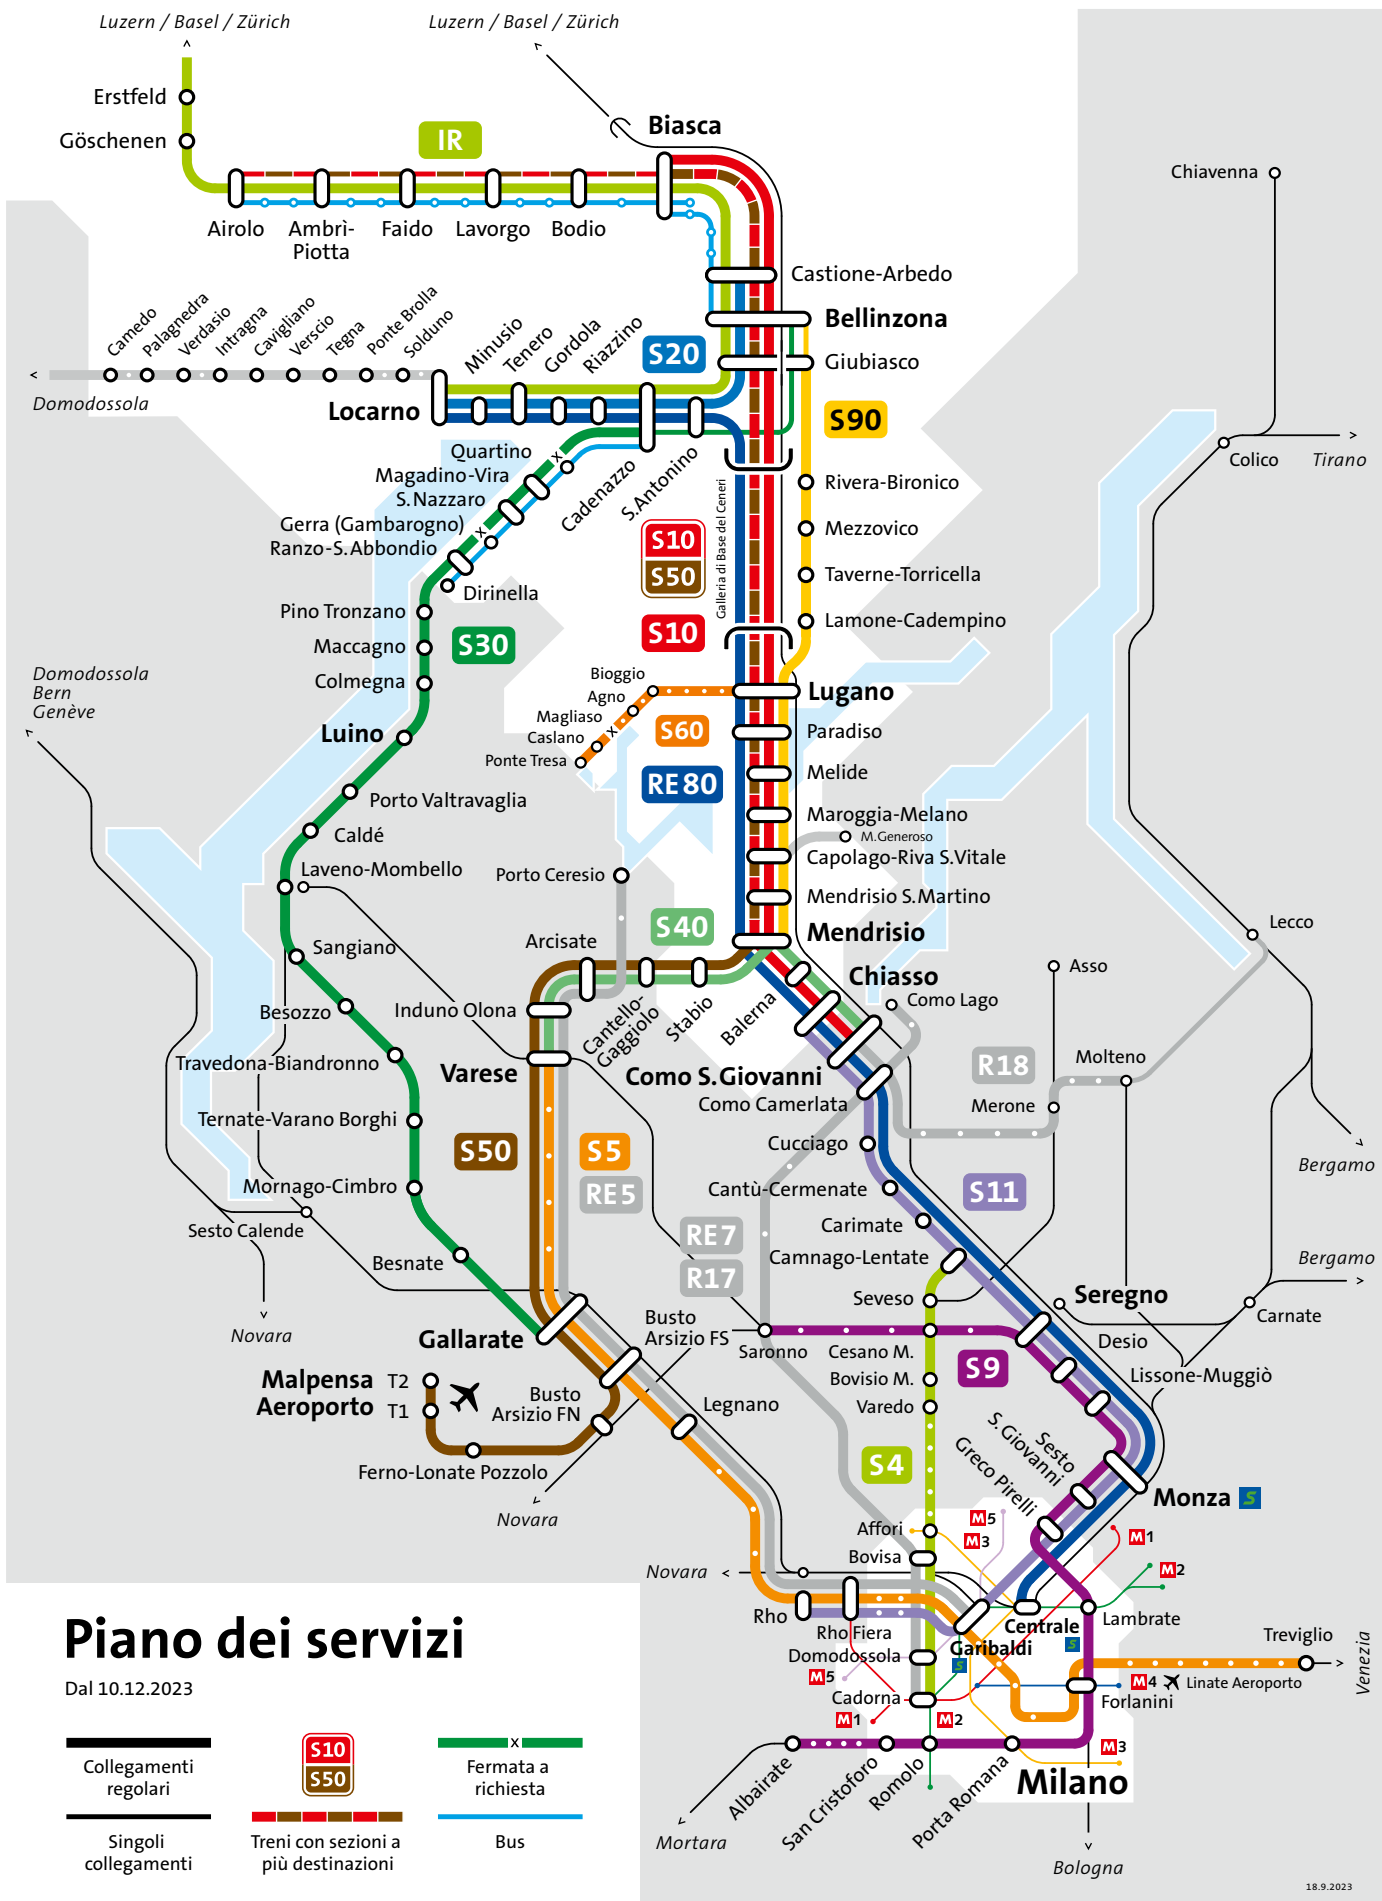 Luzern / Basel / Zürich
Luzern / Basel / Zürich
Erstfeld
Göschenen
IR
Biasca
Chiavenna
Airolo
Ambrì-
Piotta
Faido
Lavorgo
Bodio
Castione-Arbedo
Bellinzona
Giubiasco
Camedo
Palagnedra
Verdasio
Intragna
Cavigliano
Verscio
Tegna
Ponte Brolla
Solduno
Minusio
Tenero
Gordola
Riazzino
S20
Domodossola
Locarno
S90
Colico
Tirano
Quartino
Magadino-Vira
S.Nazzaro
Gerra (Gambarogno)
Ranzo-S.Abbondio
Dirinella
Cadenazzo
S.Antonino
Galleria di Base del Ceneri
Rivera-Bironico
Mezzovico
Taverne-Torricella
Lamone-Cadempino
S10
S50
S10
Pino Tronzano
Maccagno
Colmegna
S30
Luino
Domodossola
Bern
Genève
Bioggio
Agno
Magliaso
Caslano
Ponte Tresa
S60
RE80
Lugano
Paradiso
Melide
Maroggia-Melano
M.Generoso
Capolago-Riva S.Vitale
Mendrisio S.Martino
Mendrisio
Porto Valtravaglia
Caldé
Laveno-Mombello
Porto Ceresio
S40
Arcisate
Sangiano
Besozzo
Induno Olona
Cantello-
Gaggiolo
Stabio
Balerna
Chiasso
Como Lago
Asso
Lecco
Travedona-Biandronno
Varese
Como S.Giovanni
Como Camerlata
R18
Molteno
Merone
Ternate-Varano Borghi
S50
S5
RE5
Cucciago
Cantù-Cermenate
S11
Bergamo
Mornago-Cimbro
Sesto Calende
Carimate
RE7
R17
Camnago-Lentate
Besnate
Seveso
Seregno
Bergamo
Carnate
Novara
Gallarate
Busto
Arsizio FS
Saronno
Cesano M.
Desio
S9
Lissone-Muggiò
Malpensa
Aeroporto
T2
T1
Busto
Arsizio FN
Legnano
Bovisio M.
Varedo
Ferno-Lonate Pozzolo
Novara
S4
Sesto
S.Giovanni
Greco Pirelli
Monza
S
Affori
M5
M3
M1
Bovisa
M2
Novara
Rho
Rho Fiera
Centrale
S
Lambrate
Garibaldi
S
Domodossola
M5
Treviglio
Venezia
Cadorna
M1
M2
M4
Linate Aeroporto
Forlanini
M3
Albairate
San Cristoforo
Romolo
Porta Romana
Milano
Mortara
Bologna
Piano dei servizi
Dal 10.12.2023
Collegamenti
regolari
S10
S50
x
Fermata a
richiesta
Singoli
collegamenti
Treni con sezioni a
più destinazioni
Bus
18.9.2023